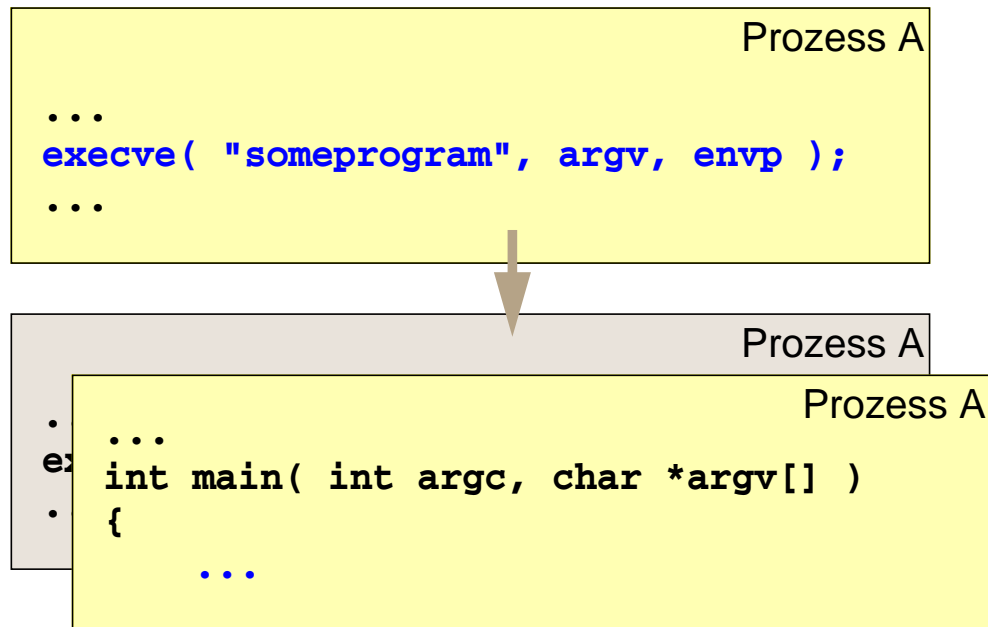 Prozess A
...
execve( "someprogram", argv, envp );
...
Prozess A
Prozess A
...
int main( int argc, char *argv[] )
{
...